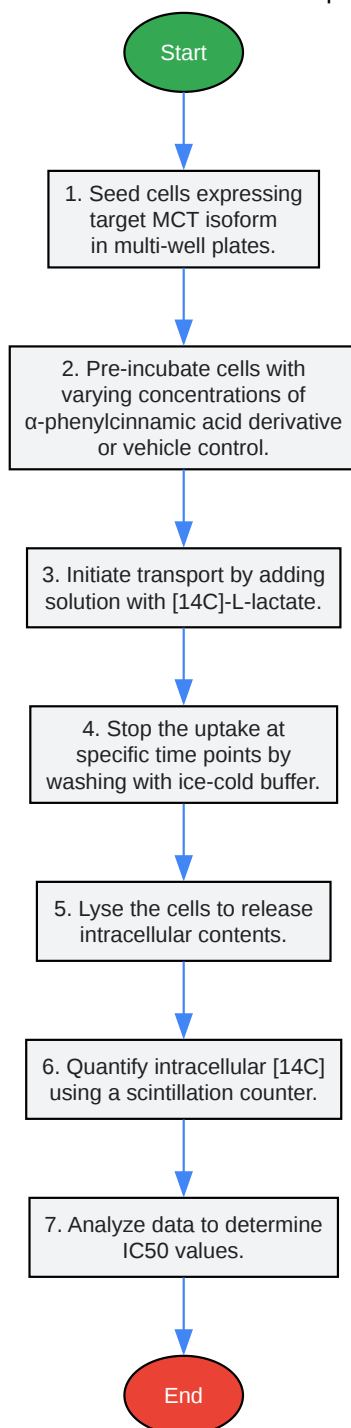 Start
1. Seed cells expressing
target MCT isoform
in multi-well plates.
2. Pre-incubate cells with
varying concentrations of
α-phenylcinnamic acid derivative
or vehicle control.
3. Initiate transport by adding
solution with [14C]-L-lactate.
4. Stop the uptake at
specific time points by
washing with ice-cold buffer.
5. Lyse the cells to release
intracellular contents.
6. Quantify intracellular [14C]
using a scintillation counter.
7. Analyze data to determine
IC50 values.
End